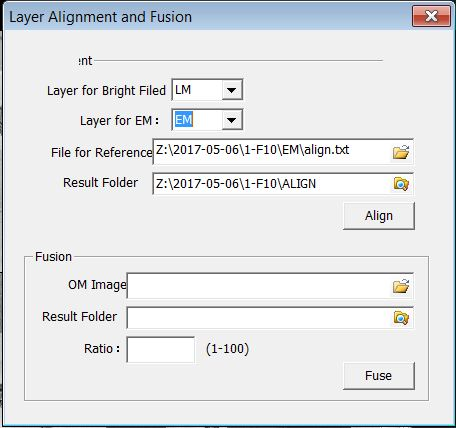 Layer Alignment and Fusion
Layer for Bright Filed LM
Layer for EM : EM
File for Reference Z:\2017-05-06\1-F10\EM\align.txt
Result Folder Z:\2017-05-06\1-F10\ALIGN
Align
Fusion
OM Image
Result Folder
Ratio : (1-100)
Fuse